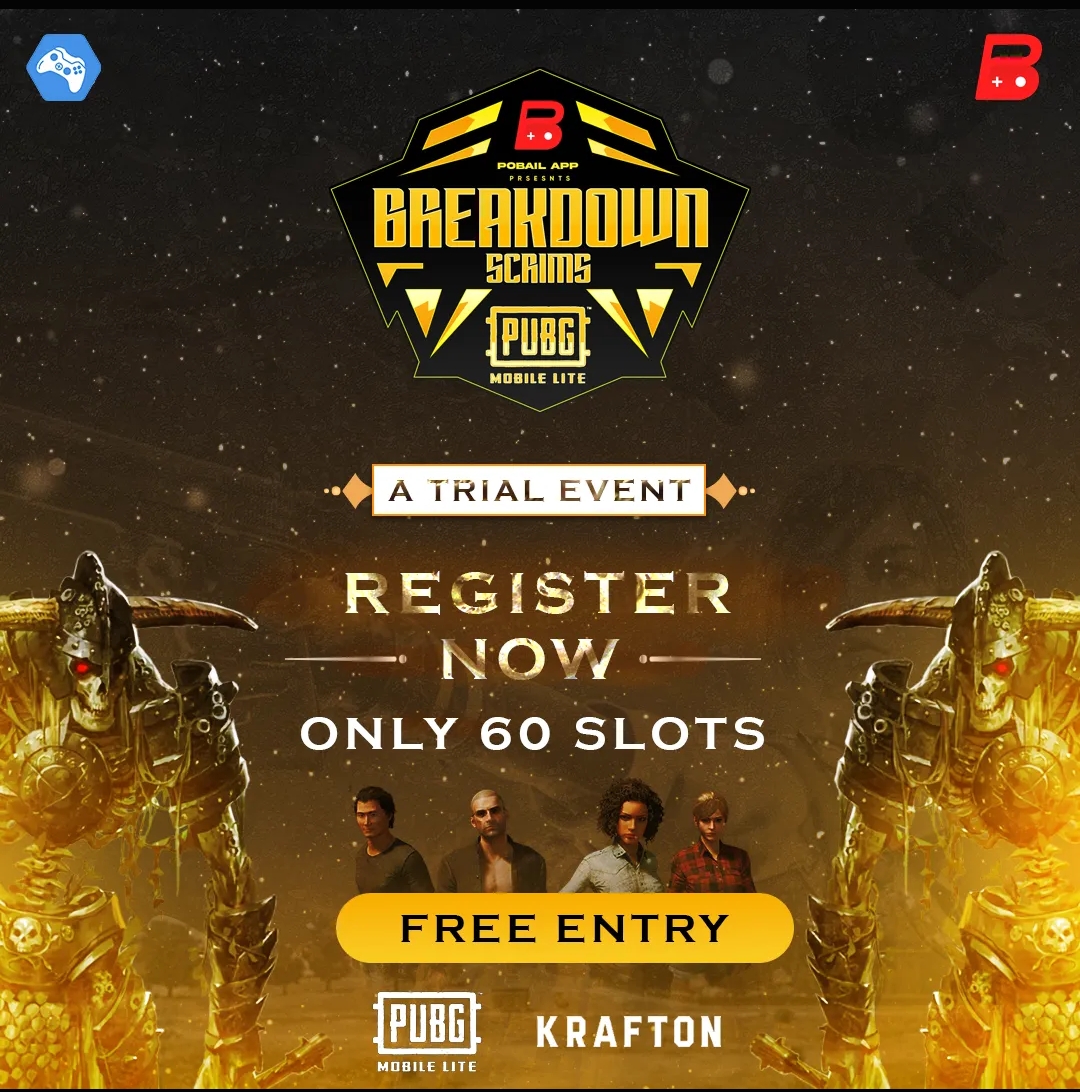 B
B
POBAIL APP
PRSESNTS
BREAKDOWN
SCRIMS
PUBG
MOBILE LITE
A TRIAL EVENT
REGISTER
NOW
ONLY 60 SLOTS
FREE ENTRY
PUBG
MOBILE LITE
KRAFTON